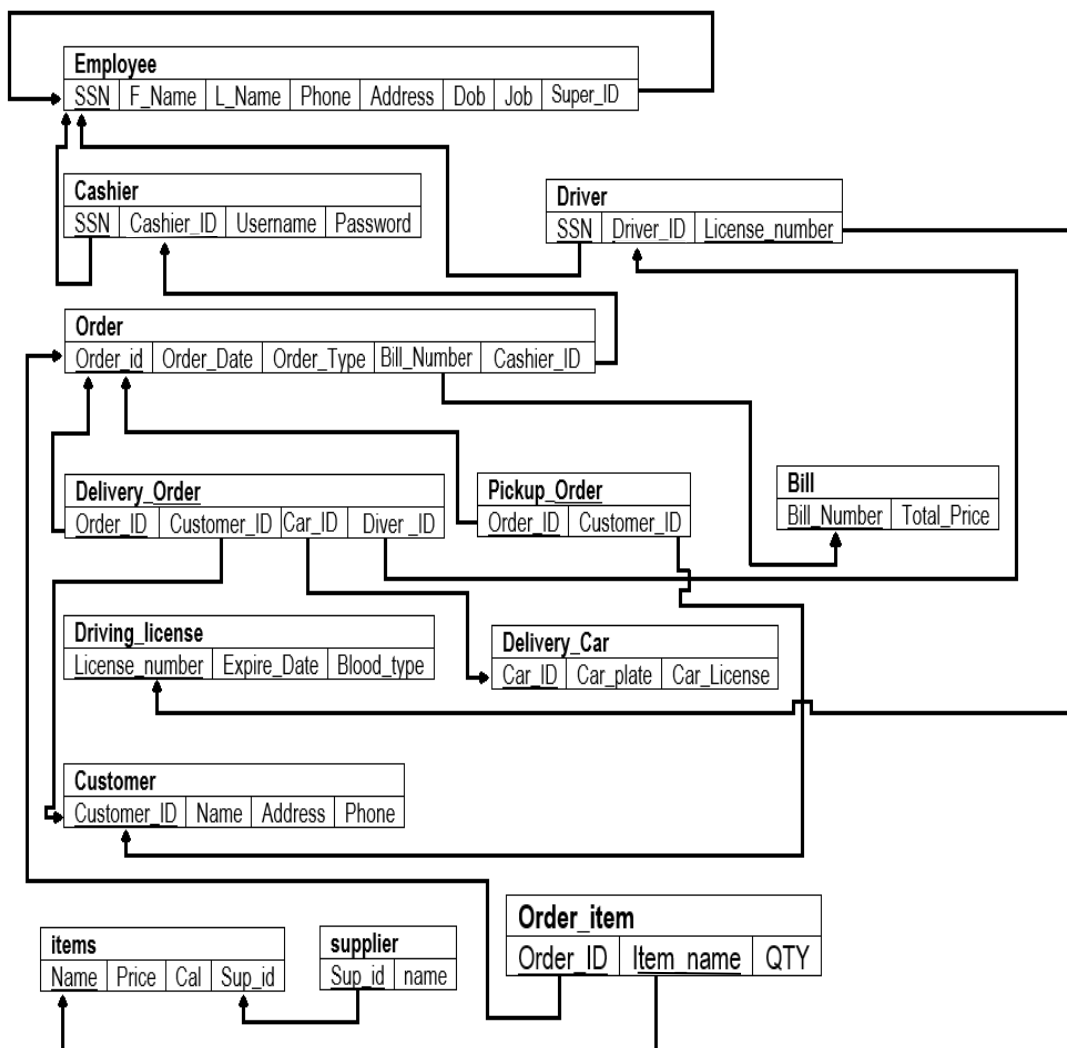 Employee
SSN F_Name L_Name Phone Address Dob Job Super_ID
Cashier
SSN Cashier_ID Username Password
Driver
SSN Driver_ID License_number
Order
Order_id Order_Date Order_Type Bill_Number Cashier_ID
Delivery_Order
Order_ID Customer_ID Car_ID Diver _ID
Pickup_Order
Order_ID Customer_ID
Bill
Bill_Number Total_Price
Driving_license
License_number Expire_Date Blood_type
Delivery_Car
Car_ID Car_plate Car_License
Customer
Customer_ID Name Address Phone
Order_item
Order_ID Item_name QTY
items
Name Price Cal Sup_id
supplier
Sup_id name